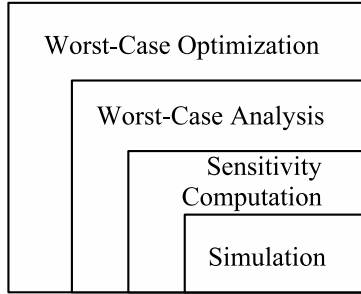 Worst-Case Optimization
Worst-Case Analysis
Sensitivity
Computation
Simulation